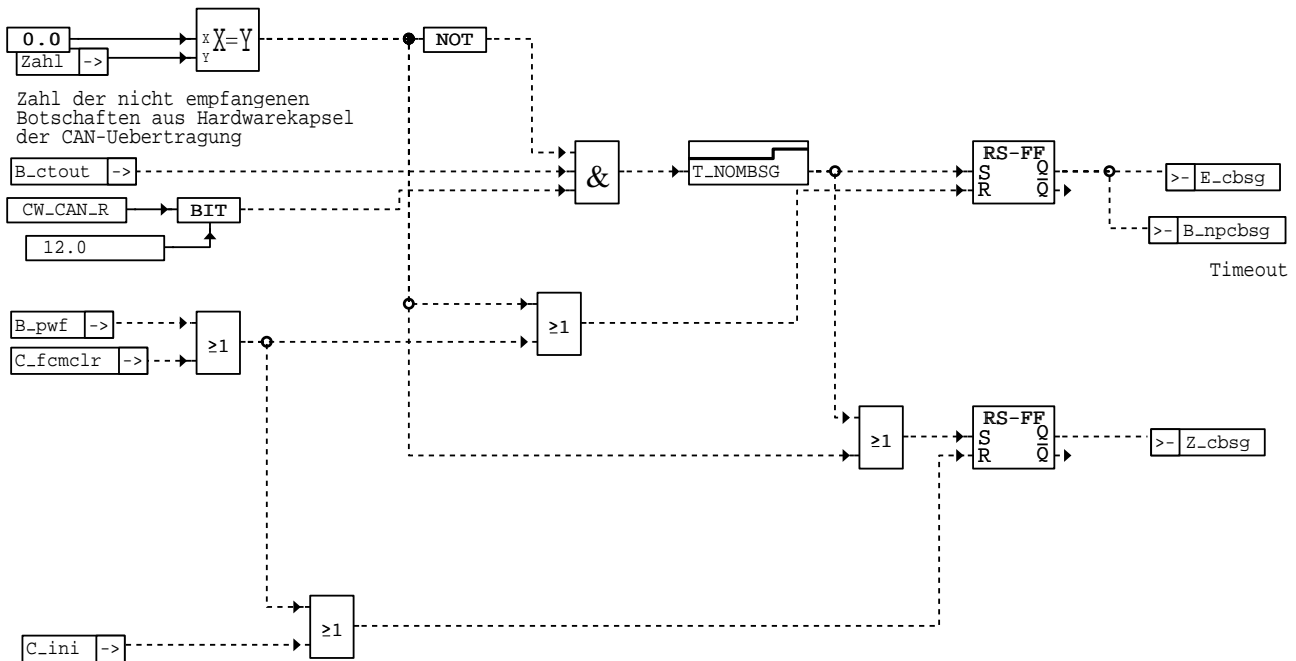 0.0
X
Y
X=Y
NOT
Zahl ->
Zahl der nicht empfangenen
Botschaften aus Hardwarekapsel
der CAN-Uebertragung
B_ctout ->
&
T_NOMBSG
RS-FF
S Q
R Q̅
>- E_cbsg
CW_CAN_R
BIT
12.0
>- B_npcbsg
Timeout
B_pwf ->
≥1
≥1
C_fcmclr ->
≥1
RS-FF
S Q
R Q̅
>- Z_cbsg
≥1
C_ini ->